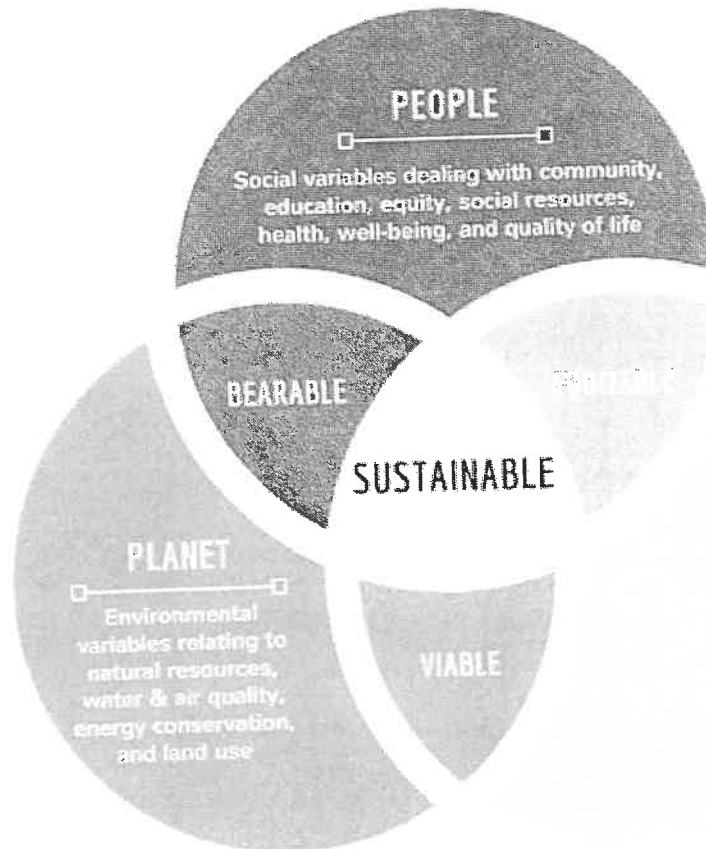 PEOPLE
Social variables dealing with community,
education, equity, social resources,
health, well-being, and quality of life
BEARABLE
EQUITABLE
SUSTAINABLE
PLANET
Environmental
variables relating to
natural resources,
water & air quality,
energy conservation,
and land use
VIABLE